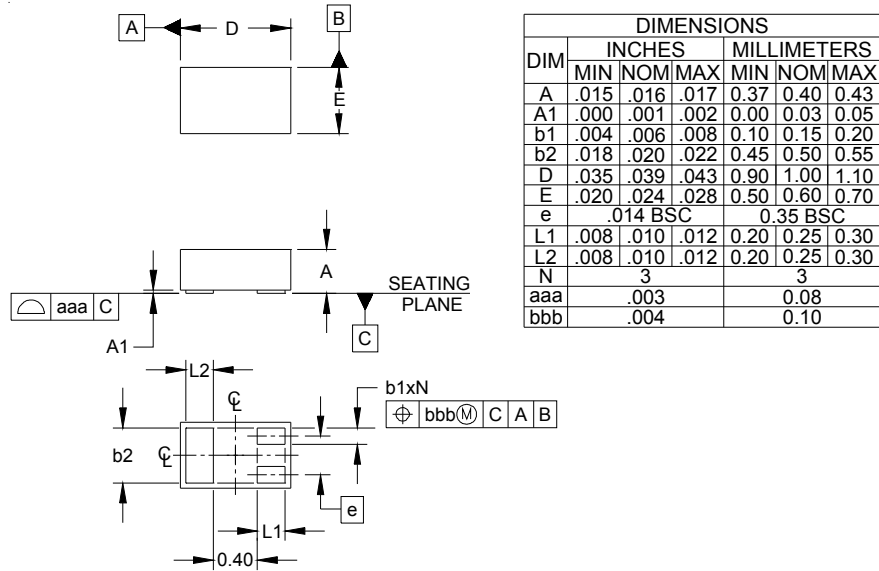 A
D
B
E
A
SEATING
PLANE
⌓ aaa C
C
A1
L2
b1xN
⌖ bbbⓂ C A B
℄
b2
℄
e
L1
0.40
DIMENSIONS
DIM INCHES MILLIMETERS
MIN NOM MAX MIN NOM MAX
A .015 .016 .017 0.37 0.40 0.43
A1 .000 .001 .002 0.00 0.03 0.05
b1 .004 .006 .008 0.10 0.15 0.20
b2 .018 .020 .022 0.45 0.50 0.55
D .035 .039 .043 0.90 1.00 1.10
E .020 .024 .028 0.50 0.60 0.70
e .014 BSC 0.35 BSC
L1 .008 .010 .012 0.20 0.25 0.30
L2 .008 .010 .012 0.20 0.25 0.30
N 3 3
aaa .003 0.08
bbb .004 0.10